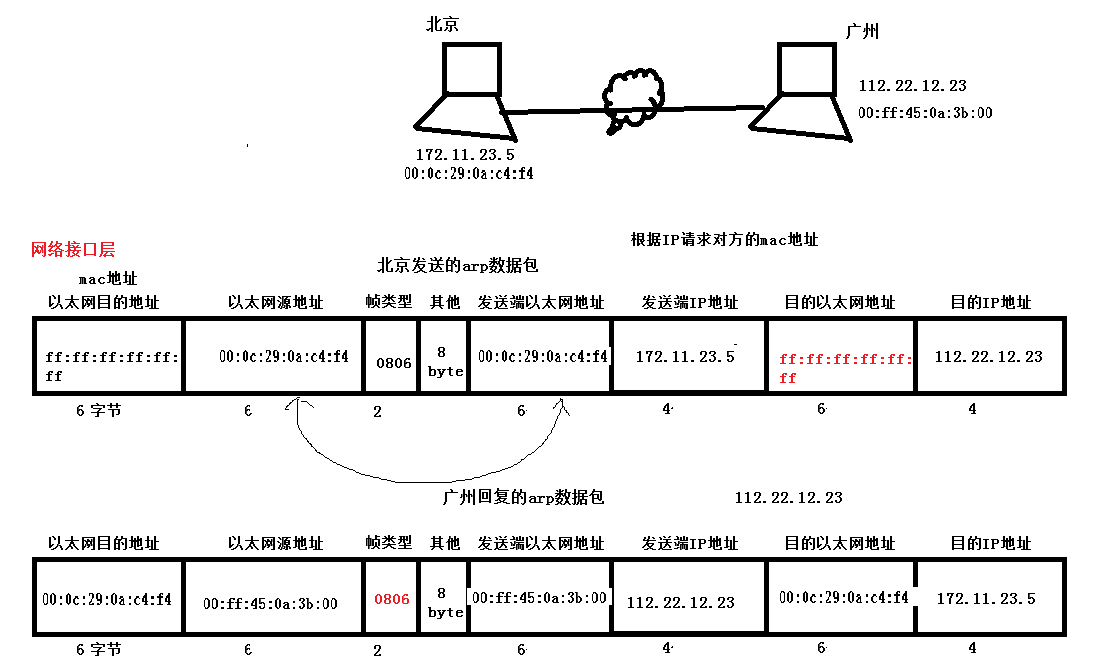 北京
广州
112.22.12.23
00:ff:45:0a:3b:00
172.11.23.5
00:0c:29:0a:c4:f4
网络接口层
根据IP请求对方的mac地址
mac地址
北京发送的arp数据包
以太网目的地址 以太网源地址 帧类型 其他 发送端以太网地址 发送端IP地址 目的以太网地址 目的IP地址
ff:ff:ff:ff:ff:
ff
00:0c:29:0a:c4:f4
0806
8
byte
00:0c:29:0a:c4:f4
172.11.23.5
ff:ff:ff:ff:ff:
ff
112.22.12.23
6 字节 6 2 6 4 6 4
广州回复的arp数据包 112.22.12.23
以太网目的地址 以太网源地址 帧类型 其他 发送端以太网地址 发送端IP地址 目的以太网地址 目的IP地址
00:0c:29:0a:c4:f4
00:ff:45:0a:3b:00
0806
8
byte
00:ff:45:0a:3b:00
112.22.12.23
00:0c:29:0a:c4:f4
172.11.23.5
6 字节 6 2 6 4 6 4